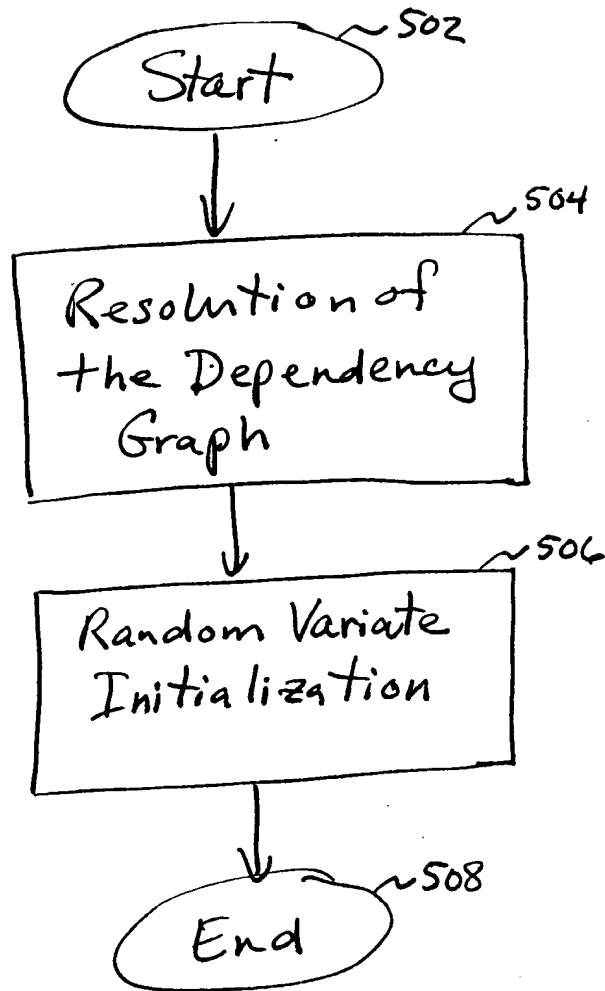 502
Start
504
Resolution of
the Dependency
Graph
506
Random Variate
Initialization
508
End